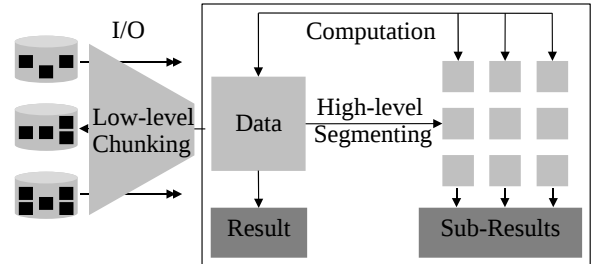 I/O
Computation
Low-level
Chunking
Data
High-level
Segmenting
Result
Sub-Results